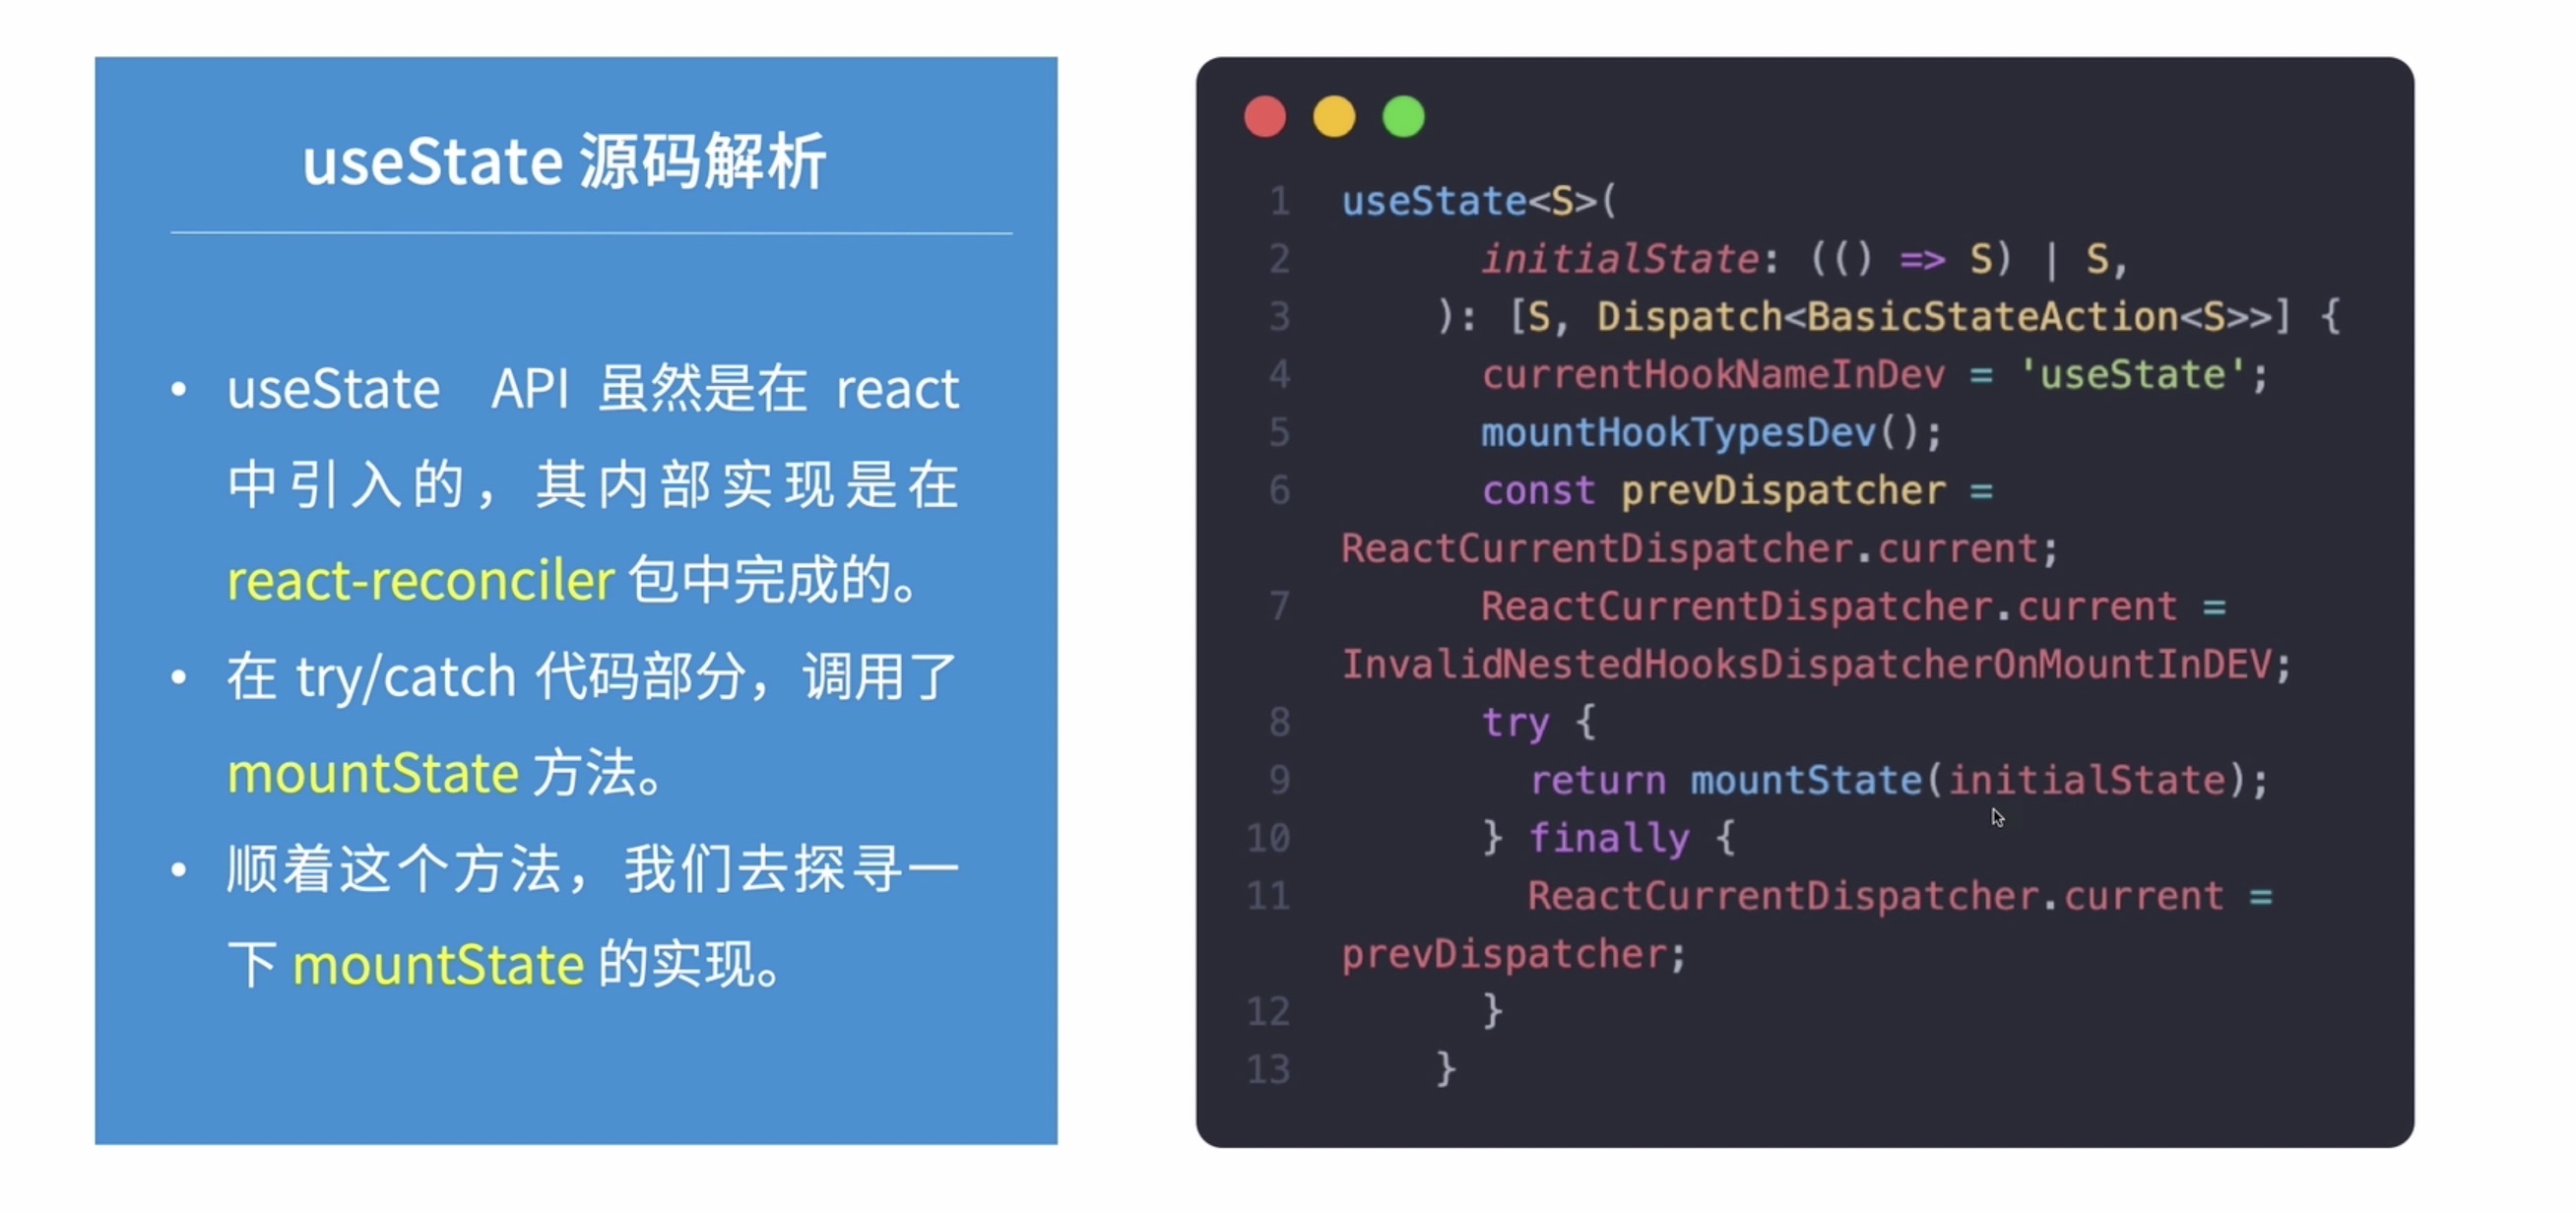 useState 源码解析
• useState API 虽然是在 react
中引入的，其内部实现是在
react-reconciler 包中完成的。
• 在 try/catch 代码部分，调用了
mountState 方法。
• 顺着这个方法，我们去探寻一
下 mountState 的实现。
1 useState<S>(
2 initialState: (() => S) | S,
3 ): [S, Dispatch<BasicStateAction<S>>] {
4 currentHookNameInDev = 'useState';
5 mountHookTypesDev();
6 const prevDispatcher =
ReactCurrentDispatcher.current;
7 ReactCurrentDispatcher.current =
InvalidNestedHooksDispatcherOnMountInDEV;
8 try {
9 return mountState(initialState);
10 } finally {
11 ReactCurrentDispatcher.current =
prevDispatcher;
12 }
13 }